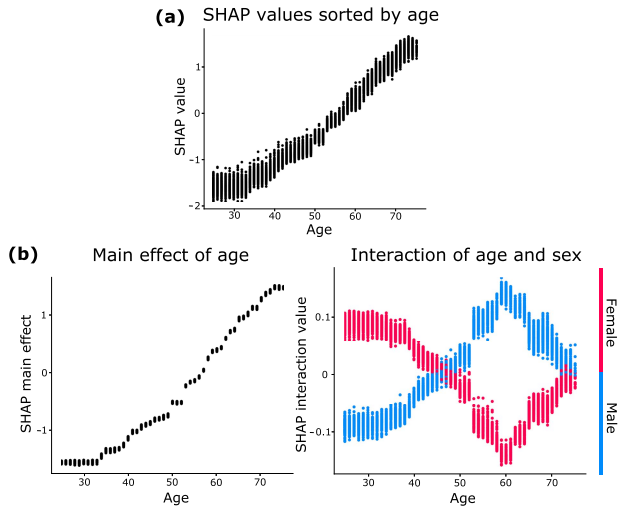 (a) SHAP values sorted by age
SHAP value
1
0
−1
−2
30 40 50 60 70
Age
(b) Main effect of age
SHAP main effect
1
0
−1
30 40 50 60 70
Age
Interaction of age and sex
SHAP interaction value
0.1
0
−0.1
30 40 50 60 70
Age
Female
Male